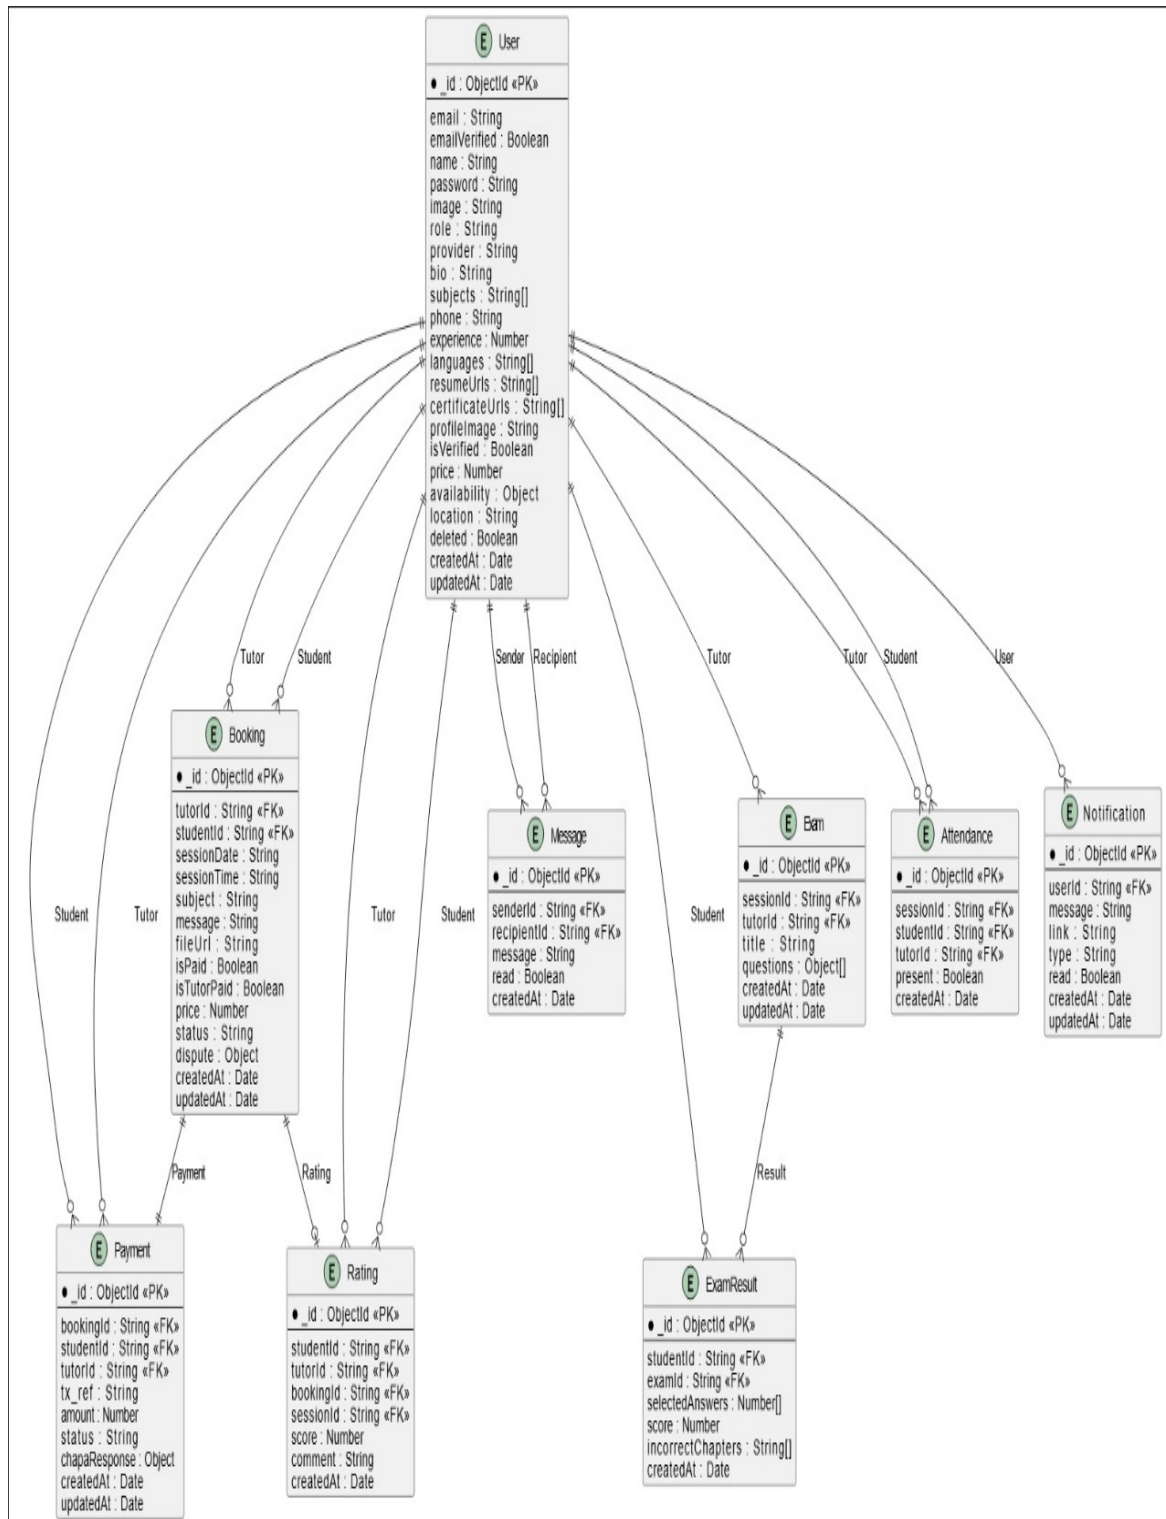 E User
_id : ObjectId «PK»
email : String
emailVerified : Boolean
name : String
password : String
image : String
role : String
provider : String
bio : String
subjects : String[]
phone : String
experience : Number
languages : String[]
resumeUrls : String[]
certificateUrls : String[]
profileImage : String
isVerified : Boolean
price : Number
availability : Object
location : String
deleted : Boolean
createdAt : Date
updatedAt : Date
Tutor
Student
Sender
Recipient
Tutor
Tutor
Student
User
E Booking
_id : ObjectId «PK»
tutorId : String «FK»
studentId : String «FK»
sessionDate : String
sessionTime : String
subject : String
message : String
fileUrl : String
isPaid : Boolean
isTutorPaid : Boolean
price : Number
status : String
dispute : Object
createdAt : Date
updatedAt : Date
E Message
_id : ObjectId «PK»
senderId : String «FK»
recipientId : String «FK»
message : String
read : Boolean
createdAt : Date
E Exam
_id : ObjectId «PK»
sessionId : String «FK»
tutorId : String «FK»
title : String
questions : Object[]
createdAt : Date
updatedAt : Date
E Attendance
_id : ObjectId «PK»
sessionId : String «FK»
studentId : String «FK»
tutorId : String «FK»
present : Boolean
createdAt : Date
E Notification
_id : ObjectId «PK»
userId : String «FK»
message : String
link : String
type : String
read : Boolean
createdAt : Date
updatedAt : Date
Student
Tutor
Tutor
Student
Student
Payment
Rating
Result
E Payment
_id : ObjectId «PK»
bookingId : String «FK»
studentId : String «FK»
tutorId : String «FK»
tx_ref : String
amount : Number
status : String
chapaResponse : Object
createdAt : Date
updatedAt : Date
E Rating
_id : ObjectId «PK»
studentId : String «FK»
tutorId : String «FK»
bookingId : String «FK»
sessionId : String «FK»
score : Number
comment : String
createdAt : Date
E ExamResult
_id : ObjectId «PK»
studentId : String «FK»
examId : String «FK»
selectedAnswers : Number[]
score : Number
incorrectChapters : String[]
createdAt : Date